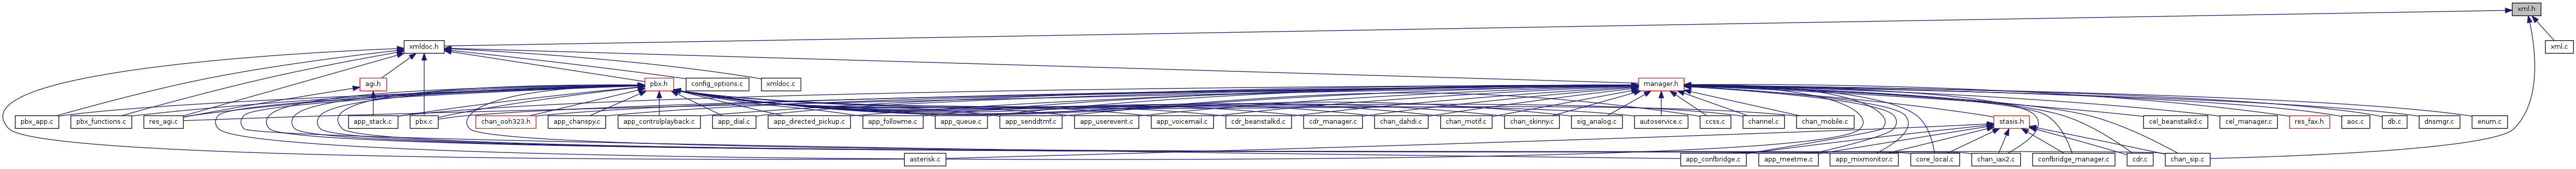 xml.h
xmldoc.h
xml.c
agi.h
pbx.h
config_options.c
xmldoc.c
manager.h
pbx_app.c
pbx_functions.c
res_agi.c
app_stack.c
pbx.c
chan_ooh323.h
app_chanspy.c
app_controlplayback.c
app_dial.c
app_directed_pickup.c
app_followme.c
app_queue.c
app_senddtmf.c
app_userevent.c
app_voicemail.c
cdr_beanstalkd.c
cdr_manager.c
chan_dahdi.c
chan_motif.c
chan_skinny.c
sig_analog.c
autoservice.c
ccss.c
channel.c
chan_mobile.c
stasis.h
cel_beanstalkd.c
cel_manager.c
res_fax.h
aoc.c
db.c
dnsmgr.c
enum.c
asterisk.c
app_confbridge.c
app_meetme.c
app_mixmonitor.c
core_local.c
chan_iax2.c
confbridge_manager.c
cdr.c
chan_sip.c